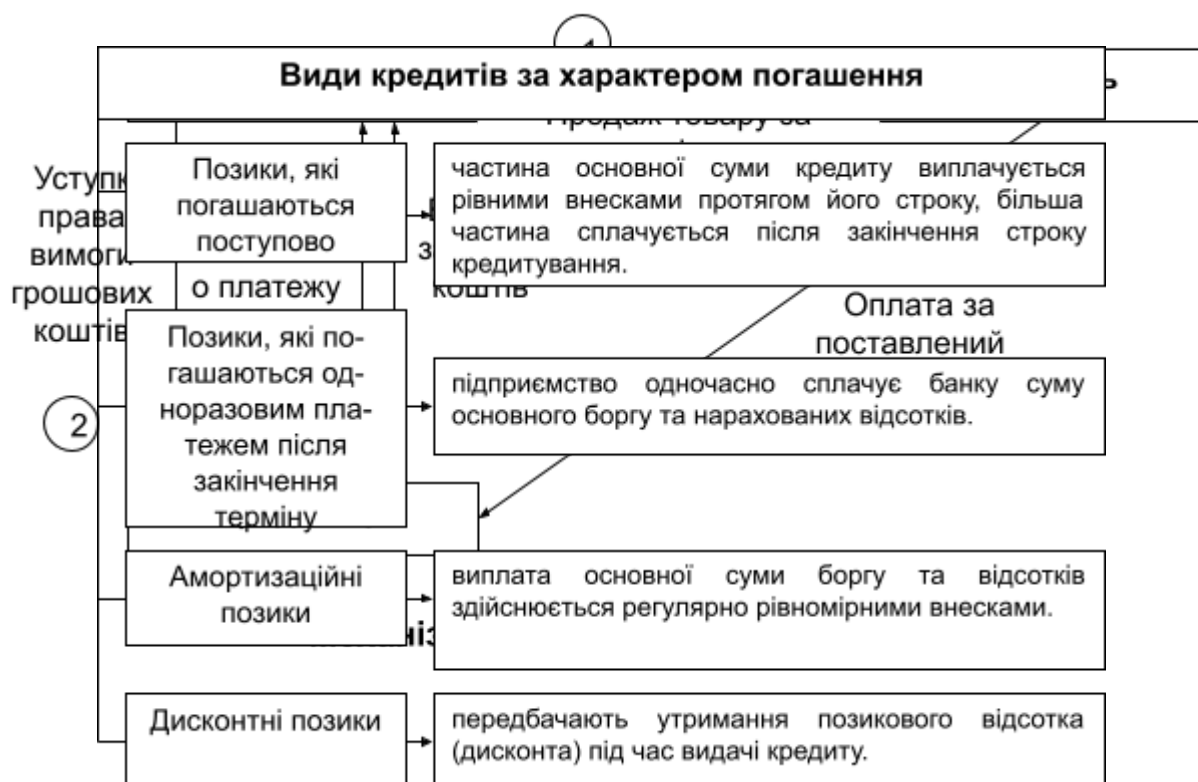 Види кредитів за характером погашення
Позики, які
погашаються
поступово
частина основної суми кредиту виплачується
рівними внесками протягом його строку, більша
частина сплачується після закінчення строку
кредитування.
права
вимоги
грошових
коштів
о платежу
коштів
Оплата за
поставлений
2
Позики, які по-
гашаються од-
норазовим пла-
тежем після
закінчення
терміну
підприємство одночасно сплачує банку суму
основного боргу та нарахованих відсотків.
Амортизаційні
позики
виплата основної суми боргу та відсотків
здійснюється регулярно рівномірними внесками.
Дисконтні позики
передбачають утримання позикового відсотка
(дисконта) під час видачі кредиту.